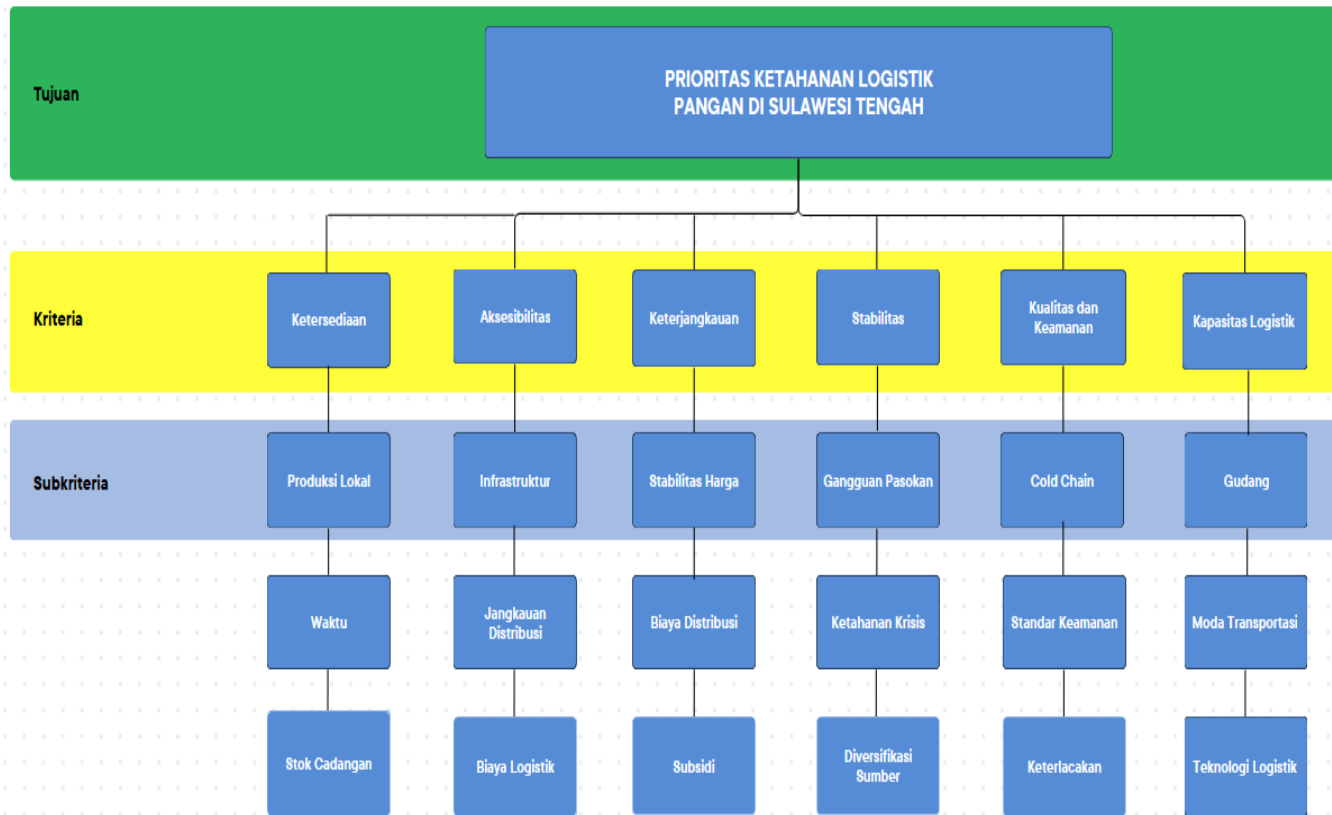 Tujuan
PRIORITAS KETAHANAN LOGISTIK
PANGAN DI SULAWESI TENGAH
Kriteria
Ketersediaan
Aksesibilitas
Keterjangkauan
Stabilitas
Kualitas dan
Keamanan
Kapasitas Logistik
Subkriteria
Produksi Lokal
Infrastruktur
Stabilitas Harga
Gangguan Pasokan
Cold Chain
Gudang
Waktu
Jangkauan
Distribusi
Biaya Distribusi
Ketahanan Krisis
Standar Keamanan
Moda Transportasi
Stok Cadangan
Biaya Logistik
Subsidi
Diversifikasi
Sumber
Keterlacakan
Teknologi Logistik